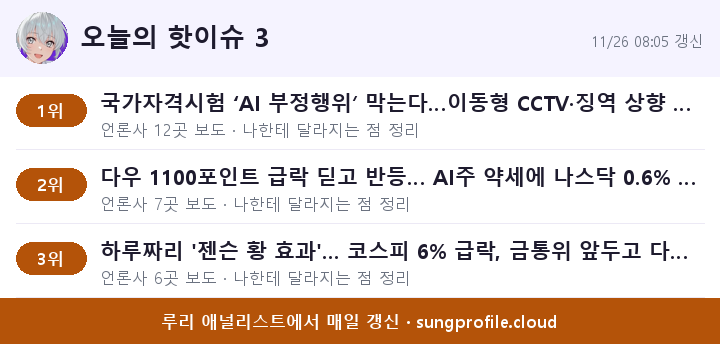 오늘의 핫이슈 3
11/26 08:05 갱신
1위
국가자격시험 ‘AI 부정행위’ 막는다…이동형 CCTV·징역 상향 …
언론사 12곳 보도 · 나한테 달라지는 점 정리
2위
다우 1100포인트 급락 딛고 반등… AI주 약세에 나스닥 0.6% …
언론사 7곳 보도 · 나한테 달라지는 점 정리
3위
하루짜리 '젠슨 황 효과'… 코스피 6% 급락, 금통위 앞두고 다…
언론사 6곳 보도 · 나한테 달라지는 점 정리
루리 애널리스트에서 매일 갱신 · sungprofile.cloud